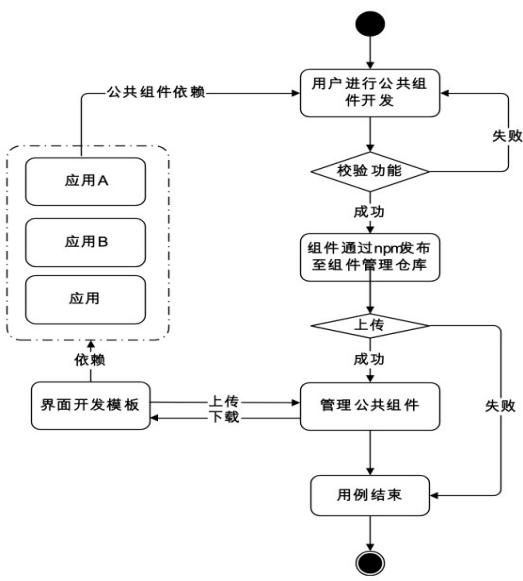 用户进行公共组
件开发
公共组件依赖
失败
校验功能
应用A
成功
应用B
组件通过npm发布
至组件管理仓库
应用
上传
依赖
成功
界面开发模板
上传
下载
管理公共组件
失败
用例结束